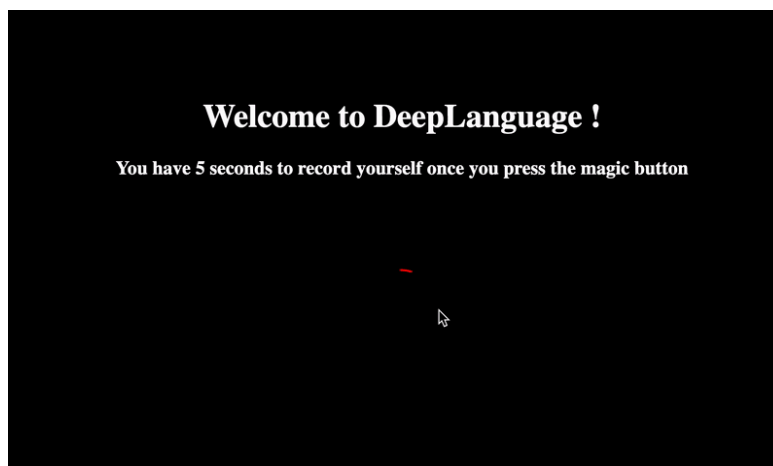 Welcome to DeepLanguage !
You have 5 seconds to record yourself once you press the magic button